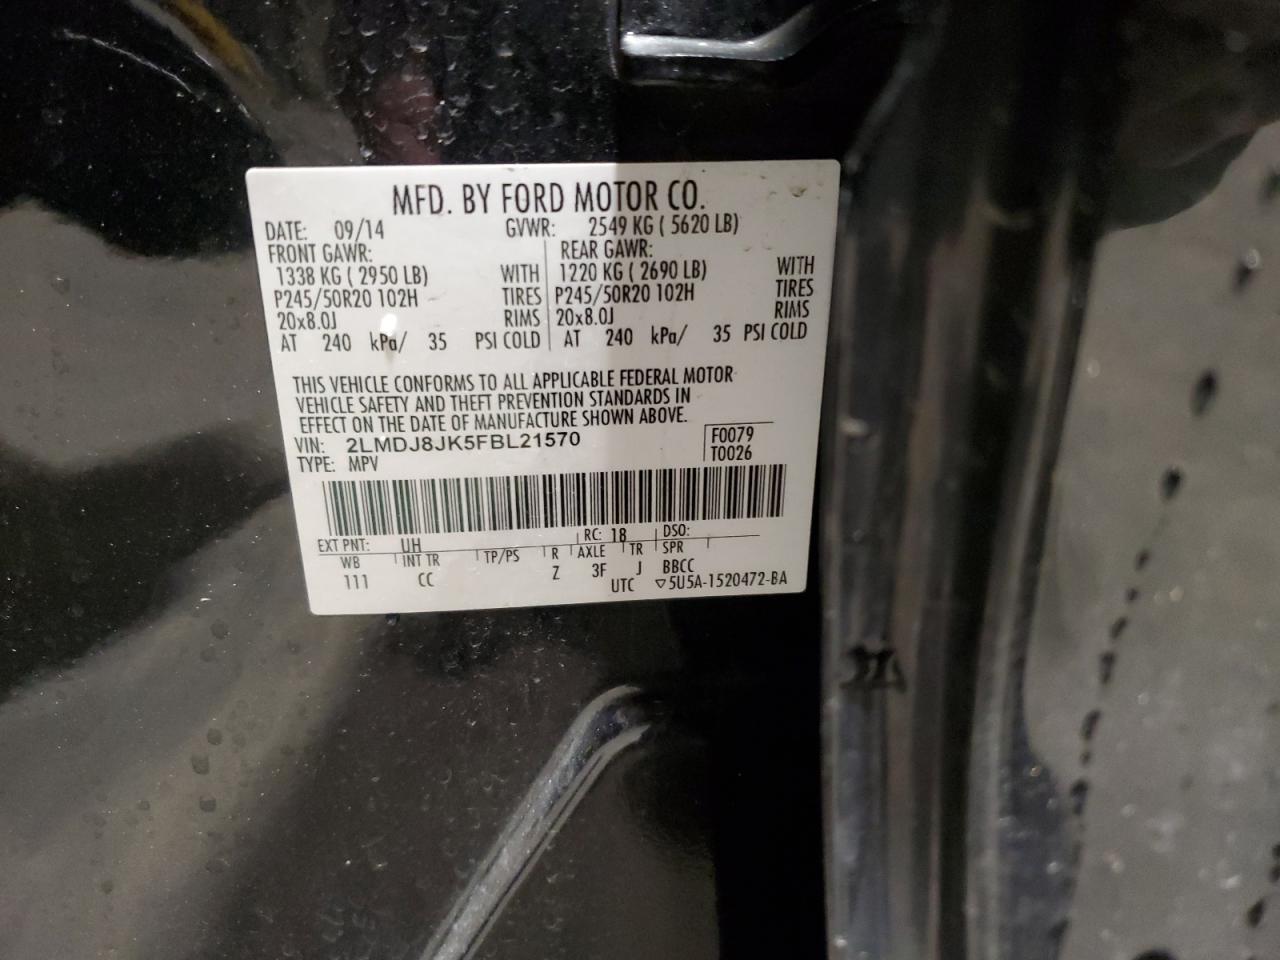 MFD. BY FORD MOTOR CO.
DATE: 09/14 GVWR: 2549 KG ( 5620 LB)
FRONT GAWR: REAR GAWR:
1338 KG ( 2950 LB) WITH 1220 KG ( 2690 LB) WITH
P245/50R20 102H TIRES P245/50R20 102H TIRES
20x8.0J RIMS 20x8.0J RIMS
AT 240 kPa/ 35 PSI COLD AT 240 kPa/ 35 PSI COLD
THIS VEHICLE CONFORMS TO ALL APPLICABLE FEDERAL MOTOR
VEHICLE SAFETY AND THEFT PREVENTION STANDARDS IN
EFFECT ON THE DATE OF MANUFACTURE SHOWN ABOVE.
VIN: 2LMDJ8JK5FBL21570 F0079
TYPE: MPV T0026
EXT PNT: UH RC: 18 DSO:
WB INT TR TP/PS R AXLE TR SPR
111 CC Z 3F J BBCC
UTC ▽5U5A-1520472-BA